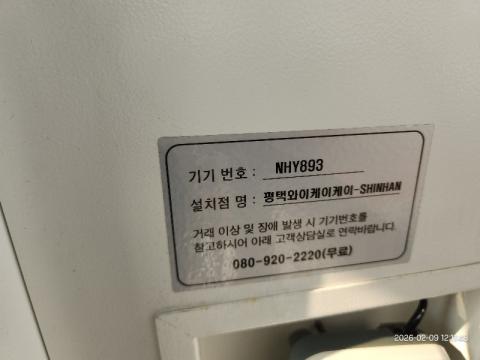 기기 번호 : NHY893
설치점 명 : 평택와이케이케이-SHINHAN
거래 이상 및 장애 발생 시 기기번호를
참고하시어 아래 고객상담실로 연락바랍니다.
080-920-2220(무료)